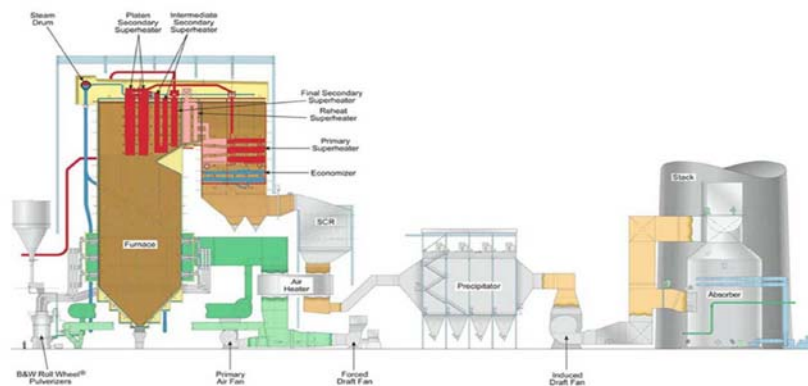 Steam
Drum
Platen
Secondary
Superheater
Intermediate
Secondary
Superheater
Final Secondary
Superheater
Reheat
Superheater
Primary
Superheater
Economizer
SCR
Furnace
Air
Heater
Precipitator
Stack
Absorber
B&W Roll Wheel®
Pulverizers
Primary
Air Fan
Forced
Draft Fan
Induced
Draft Fan